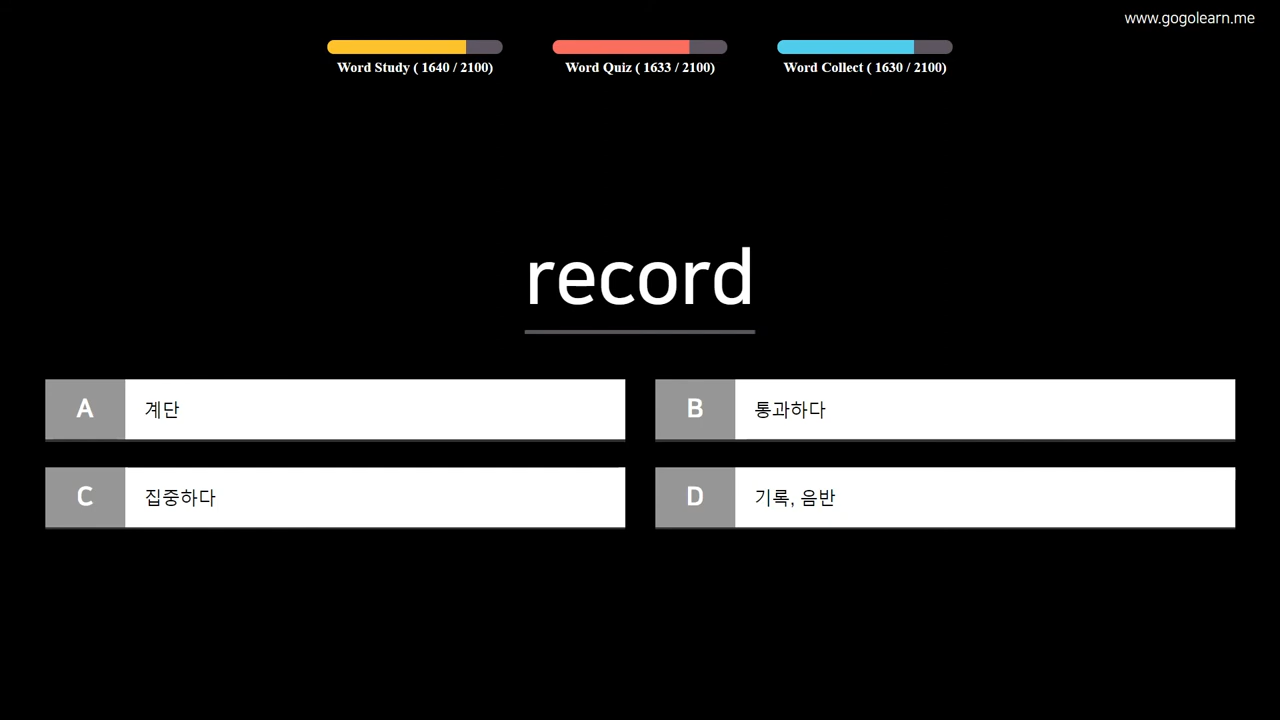 www.gogolearn.me
Word Study ( 1640 / 2100)
Word Quiz ( 1633 / 2100)
Word Collect ( 1630 / 2100)
record
A 계단
B 통과하다
C 집중하다
D 기록, 음반